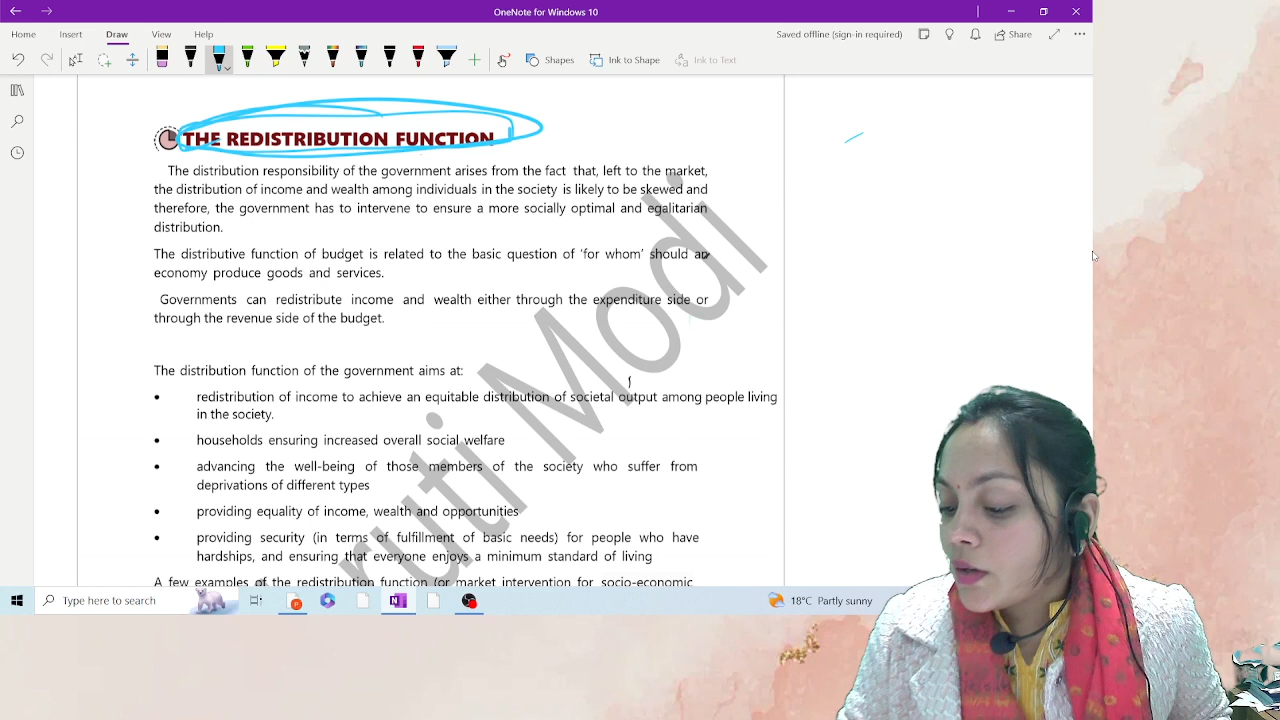 OneNote for Windows 10
Home Insert Draw View Help Saved offline (sign-in required) Share
Shapes Ink to Shape Ink to Text
THE REDISTRIBUTION FUNCTION
The distribution responsibility of the government arises from the fact that, left to the market,
the distribution of income and wealth among individuals in the society is likely to be skewed and
therefore, the government has to intervene to ensure a more socially optimal and egalitarian
distribution.
The distributive function of budget is related to the basic question of ‘for whom’ should an
economy produce goods and services.
Governments can redistribute income and wealth either through the expenditure side or
through the revenue side of the budget.
The distribution function of the government aims at:
• redistribution of income to achieve an equitable distribution of societal output among people living
in the society.
• households ensuring increased overall social welfare
• advancing the well-being of those members of the society who suffer from
deprivations of different types
• providing equality of income, wealth and opportunities
• providing security (in terms of fulfillment of basic needs) for people who have
hardships, and ensuring that everyone enjoys a minimum standard of living
A few examples of the redistribution function (or market intervention for socio-economic
ruti Modi
Type here to search 18°C Partly sunny